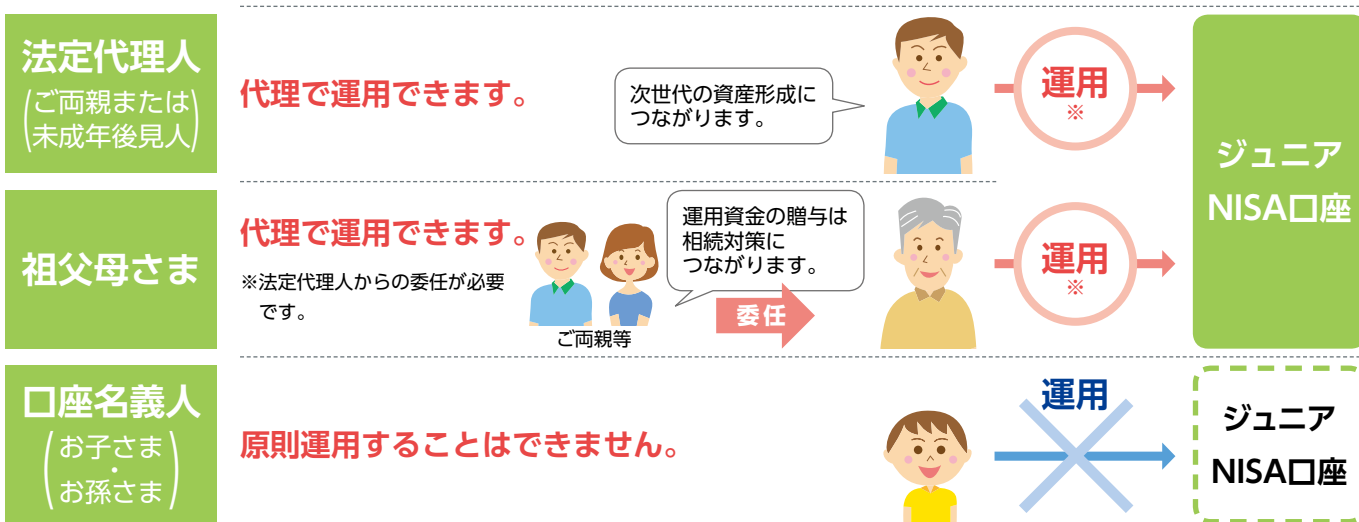 法定代理人
(ご両親または
未成年後見人)
代理で運用できます。
次世代の資産形成に
つながります。
運用
※
ジュニア
NISA口座
祖父母さま
代理で運用できます。
※法定代理人からの委任が必要
です。
ご両親等
運用資金の贈与は
相続対策に
つながります。
委任
運用
※
口座名義人
(お子さま
・
お孫さま)
原則運用することはできません。
運用
ジュニア
NISA口座